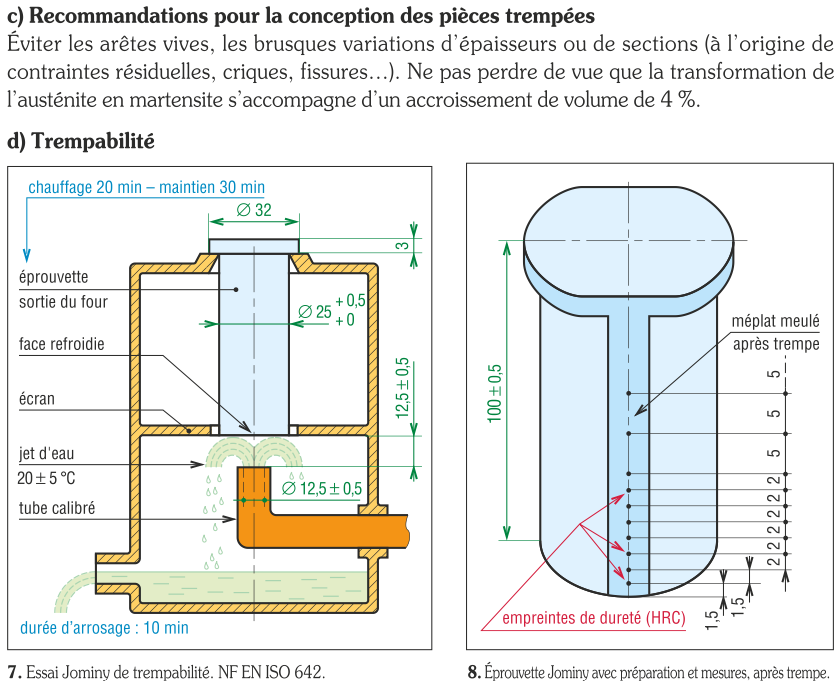 c) Recommandations pour la conception des pièces trempées
Éviter les arêtes vives, les brusques variations d’épaisseurs ou de sections (à l’origine de
contraintes résiduelles, criques, fissures…). Ne pas perdre de vue que la transformation de
l’austénite en martensite s’accompagne d’un accroissement de volume de 4 %.
d) Trempabilité
chauffage 20 min – maintien 30 min
Ø 32
3
éprouvette
sortie du four
Ø 25 + 0,5
+ 0
face refroidie
12,5 ± 0,5
écran
jet d'eau
20 ± 5 °C
Ø 12,5 ± 0,5
tube calibré
durée d’arrosage : 10 min
7. Essai Jominy de trempabilité. NF EN ISO 642.
méplat meulé
après trempe
100 ± 0,5
5
5
5
2
2
2
2
2
2
1,5
1,5
empreintes de dureté (HRC)
8. Éprouvette Jominy avec préparation et mesures, après trempe.